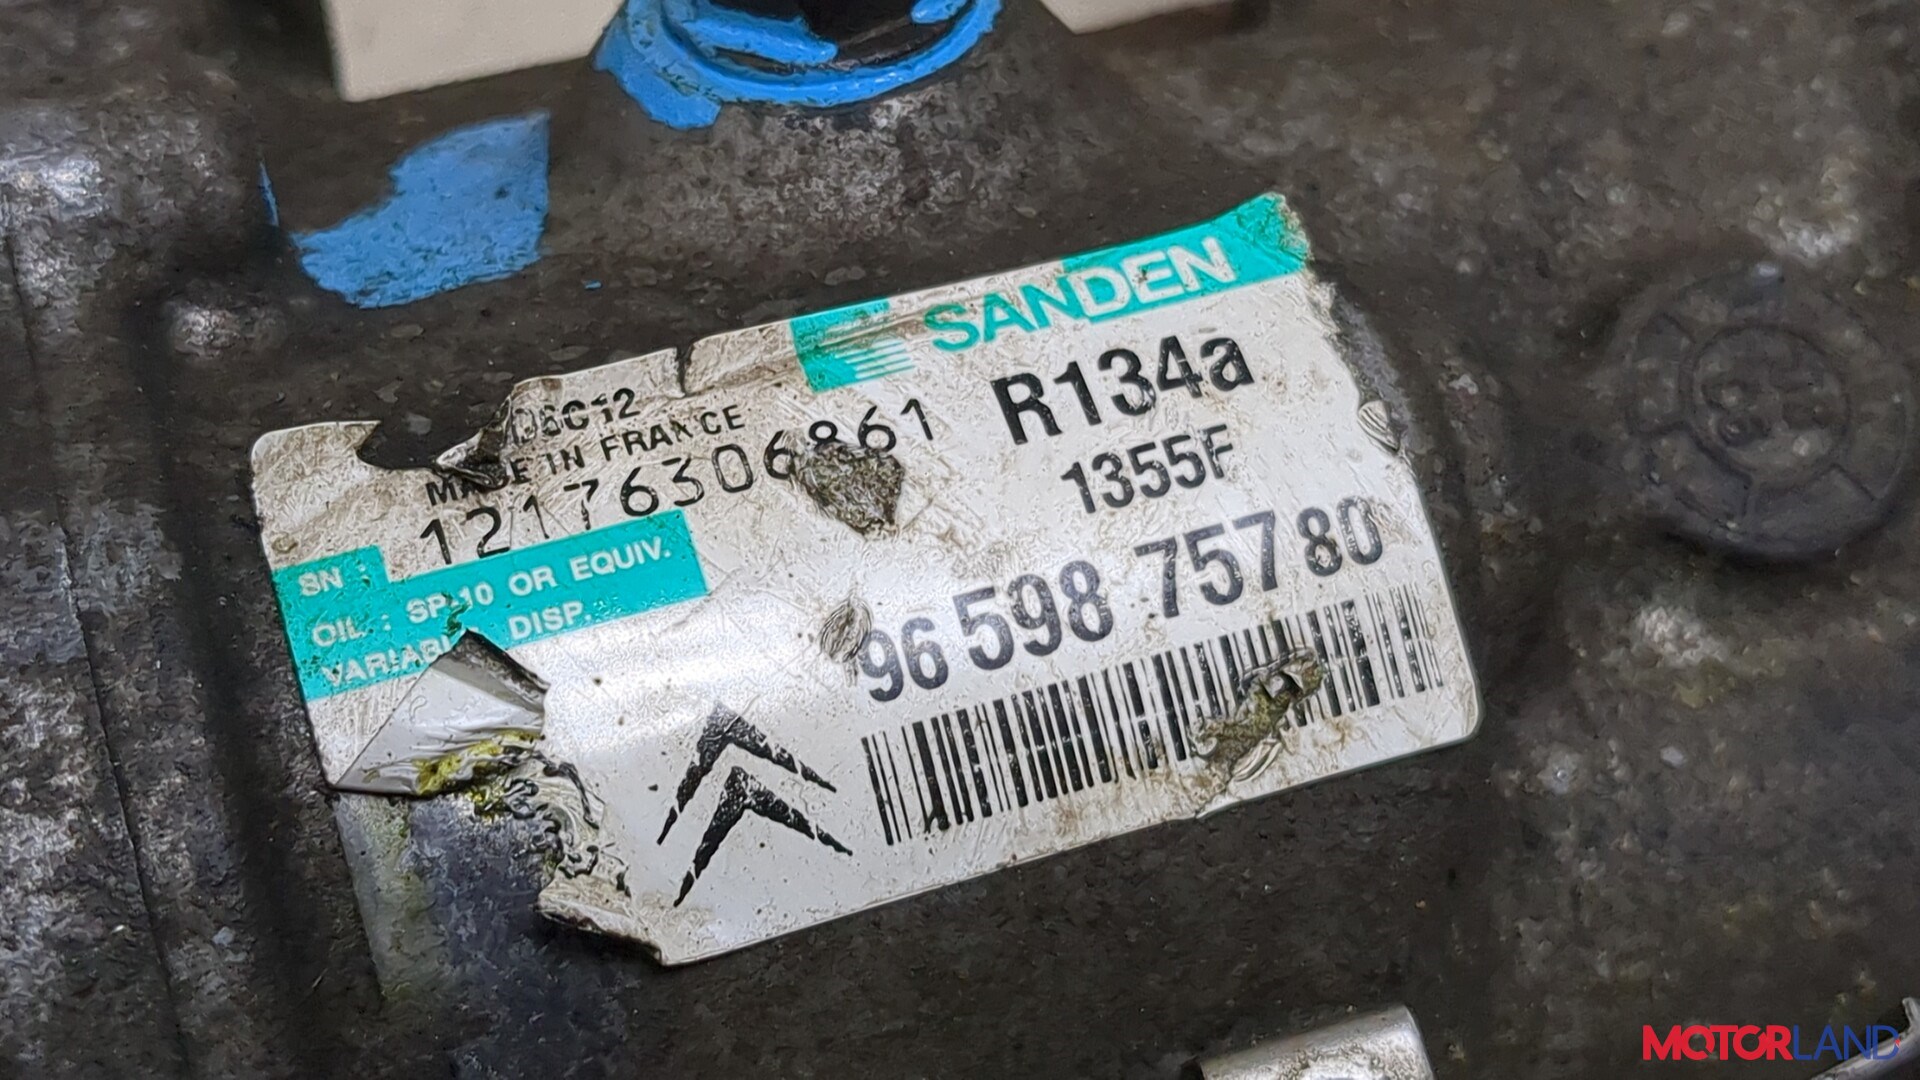 SANDEN
R134a
1355F
MADE IN FRANCE
SN : 12176306861
OIL : SP-10 OR EQUIV.
DISP.
96 598 757 80
MOTORLAND